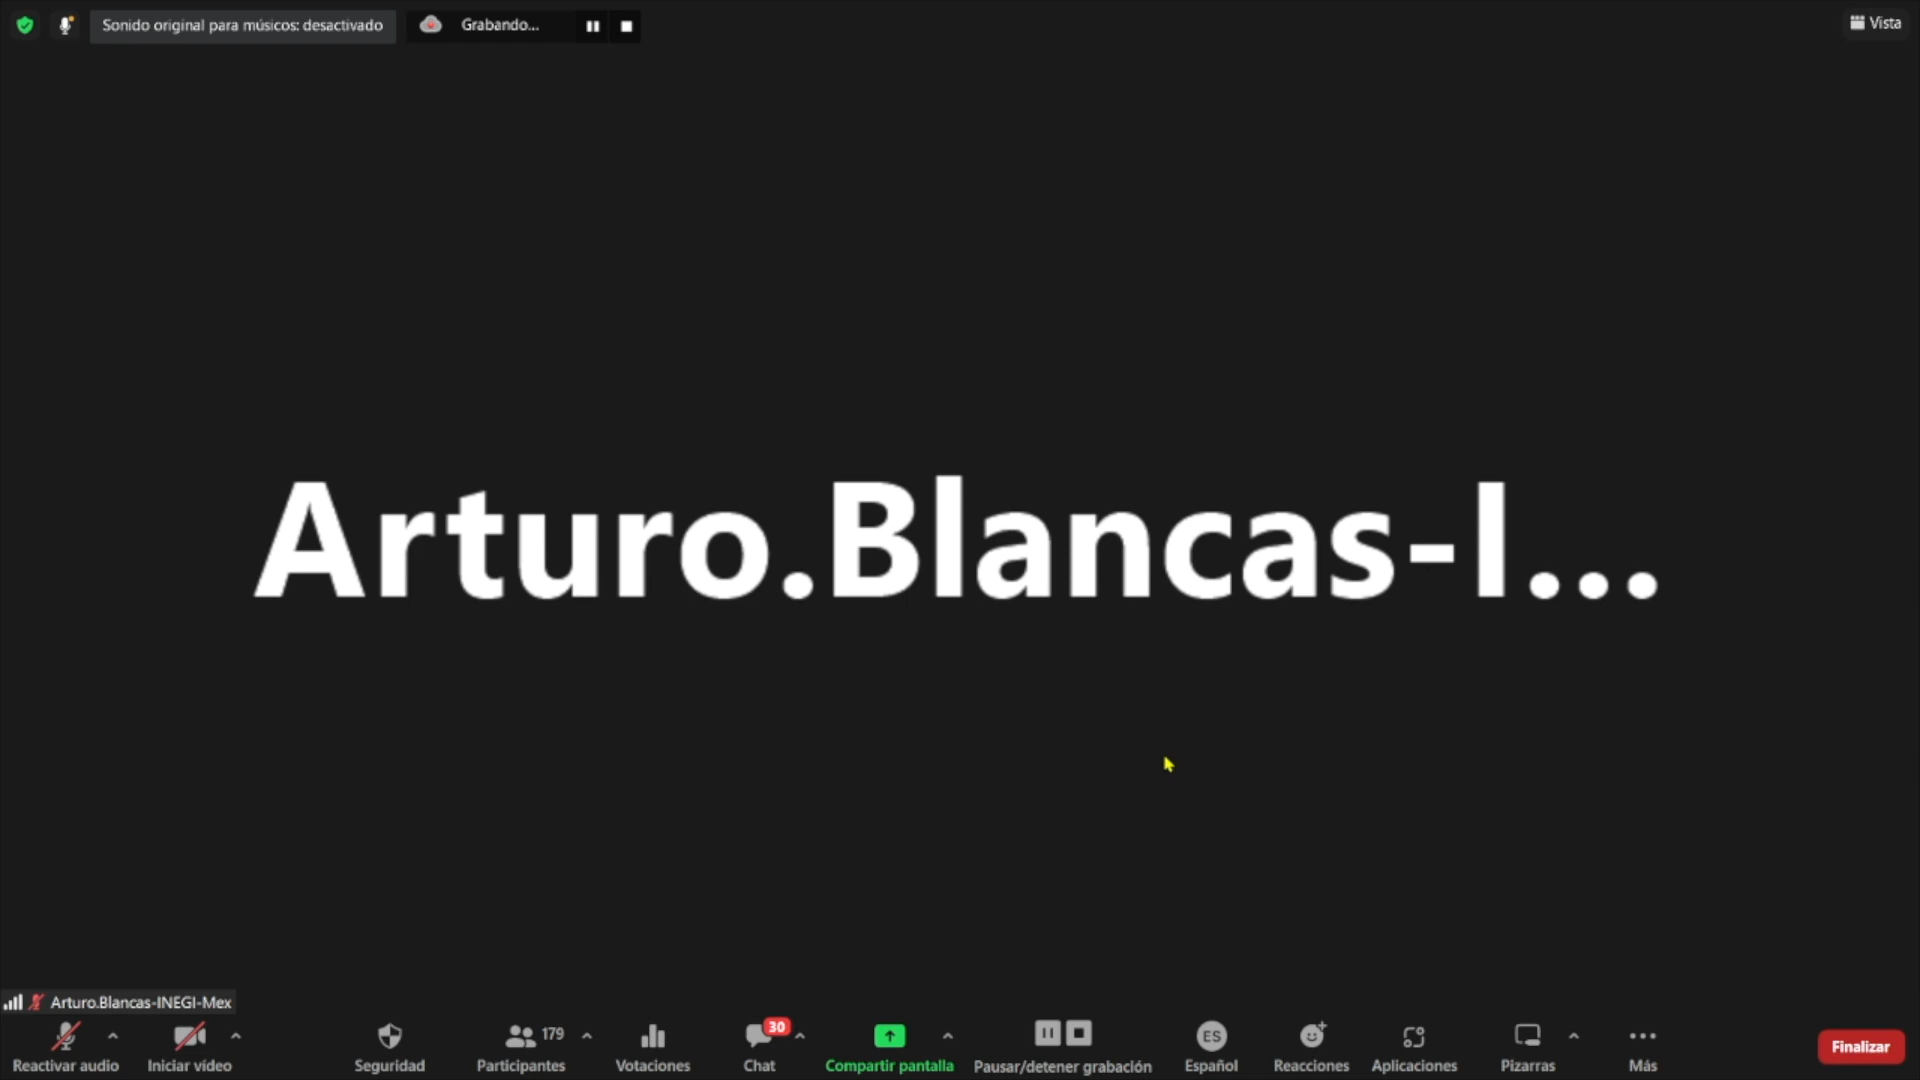 Sonido original para músicos: desactivado
Grabando...
Vista
Arturo.Blancas-I...
Arturo.Blancas-INEGI-Mex
179
30
ES
Reactivar audio
Iniciar vídeo
Seguridad
Participantes
Votaciones
Chat
Compartir pantalla
Pausar/detener grabación
Español
Reacciones
Aplicaciones
Pizarras
Más
Finalizar